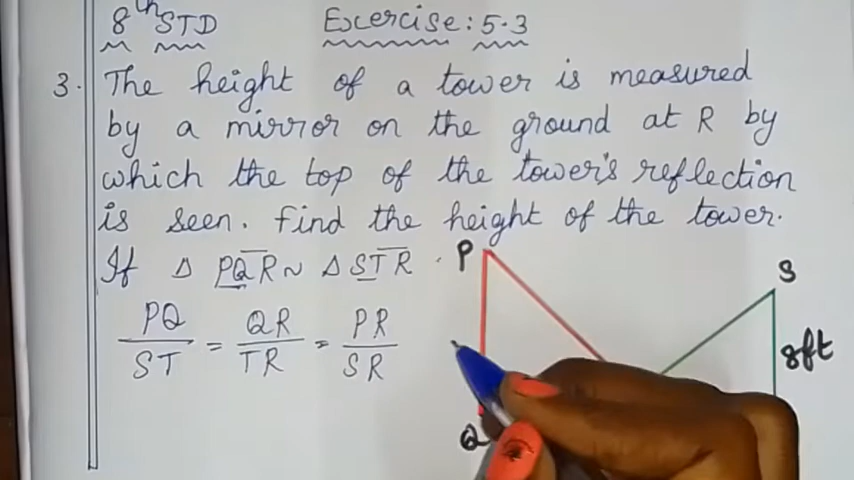 8th STD Exercise: 5.3
3. The height of a tower is measured
by a mirror on the ground at R by
which the top of the tower's reflection
is seen. find the height of the tower.
If Δ PQR ~ Δ STR.
PQ/ST = QR/TR = PR/SR
P
S
8ft
Q